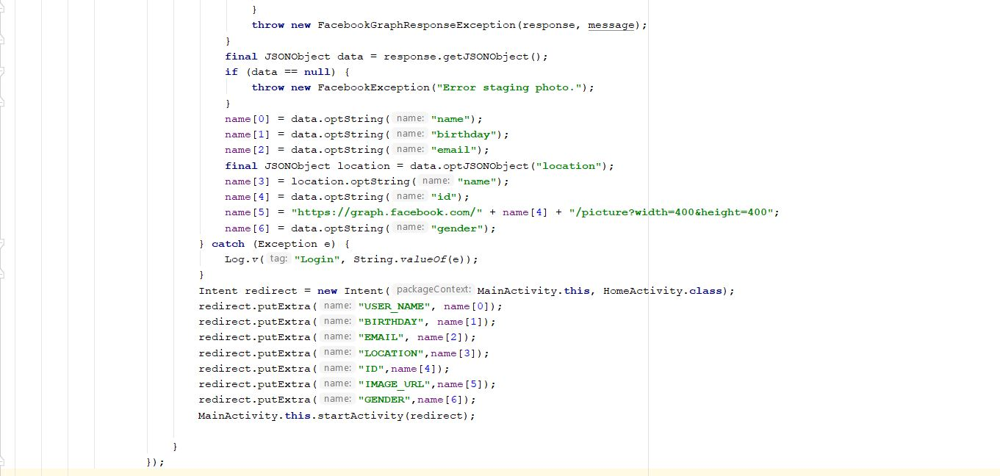 }
throw new FacebookGraphResponseException(response, message);
}
final JSONObject data = response.getJSONObject();
if (data == null) {
throw new FacebookException("Error staging photo.");
}
name[0] = data.optString( name: "name");
name[1] = data.optString( name: "birthday");
name[2] = data.optString( name: "email");
final JSONObject location = data.optJSONObject("location");
name[3] = location.optString( name: "name");
name[4] = data.optString( name: "id");
name[5] = "https://graph.facebook.com/" + name[4] + "/picture?width=400&height=400";
name[6] = data.optString( name: "gender");
} catch (Exception e) {
Log.v( tag: "Login", String.valueOf(e));
}
Intent redirect = new Intent( packageContext: MainActivity.this, HomeActivity.class);
redirect.putExtra( name: "USER_NAME", name[0]);
redirect.putExtra( name: "BIRTHDAY", name[1]);
redirect.putExtra( name: "EMAIL", name[2]);
redirect.putExtra( name: "LOCATION",name[3]);
redirect.putExtra( name: "ID",name[4]);
redirect.putExtra( name: "IMAGE_URL",name[5]);
redirect.putExtra( name: "GENDER",name[6]);
MainActivity.this.startActivity(redirect);
}
});